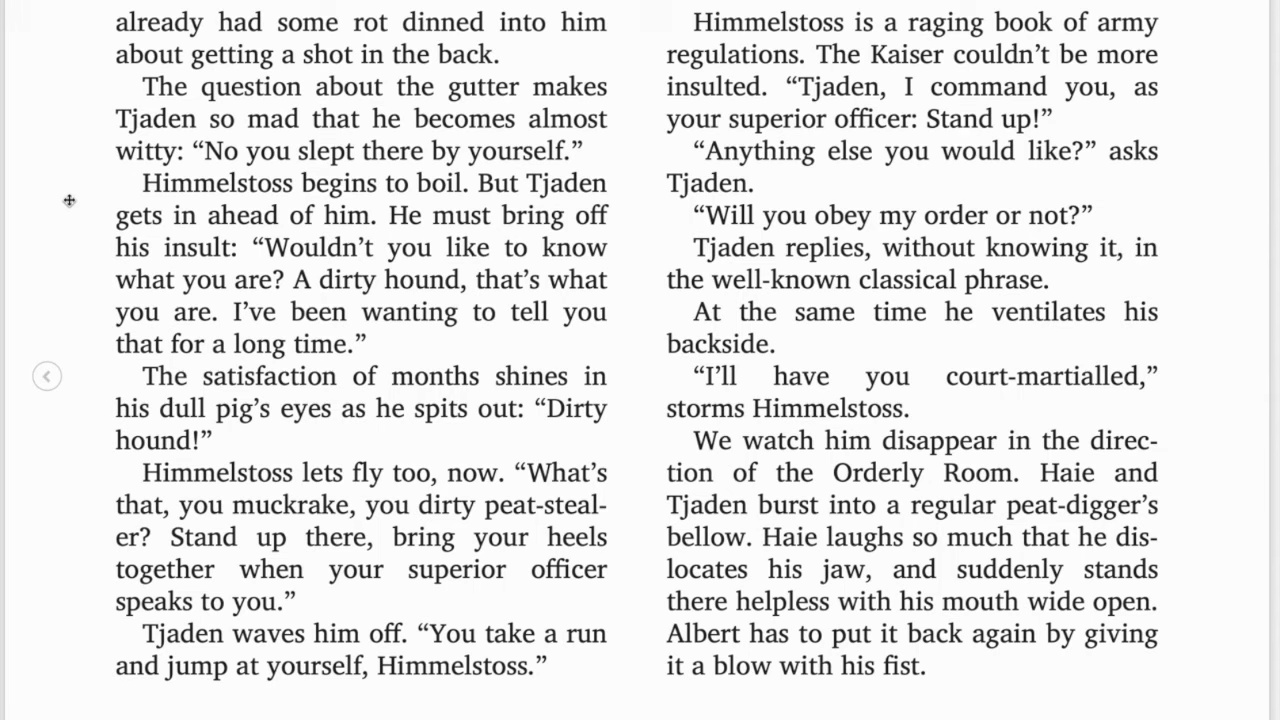 already had some rot dinned into him
about getting a shot in the back.
The question about the gutter makes
Tjaden so mad that he becomes almost
witty: “No you slept there by yourself.”
Himmelstoss begins to boil. But Tjaden
gets in ahead of him. He must bring off
his insult: “Wouldn’t you like to know
what you are? A dirty hound, that’s what
you are. I’ve been wanting to tell you
that for a long time.”
The satisfaction of months shines in
his dull pig’s eyes as he spits out: “Dirty
hound!”
Himmelstoss lets fly too, now. “What’s
that, you muckrake, you dirty peat-steal-
er? Stand up there, bring your heels
together when your superior officer
speaks to you.”
Tjaden waves him off. “You take a run
and jump at yourself, Himmelstoss.”
Himmelstoss is a raging book of army
regulations. The Kaiser couldn’t be more
insulted. “Tjaden, I command you, as
your superior officer: Stand up!”
“Anything else you would like?” asks
Tjaden.
“Will you obey my order or not?”
Tjaden replies, without knowing it, in
the well-known classical phrase.
At the same time he ventilates his
backside.
“I’ll have you court-martialled,”
storms Himmelstoss.
We watch him disappear in the direc-
tion of the Orderly Room. Haie and
Tjaden burst into a regular peat-digger’s
bellow. Haie laughs so much that he dis-
locates his jaw, and suddenly stands
there helpless with his mouth wide open.
Albert has to put it back again by giving
it a blow with his fist.